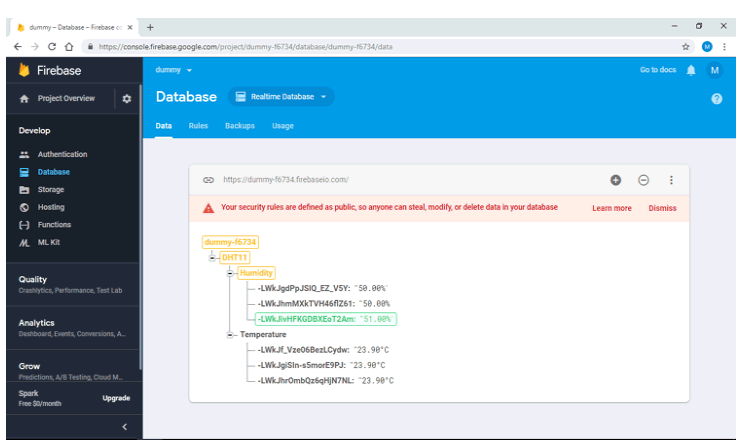 dummy – Database – Firebase co
https://console.firebase.google.com/project/dummy-f6734/database/dummy-f6734/data
M
Firebase
dummy
Go to docs
M
Project Overview
Database
Realtime Database
Data
Rules
Backups
Usage
Develop
Authentication
Database
Storage
Hosting
Functions
ML Kit
Quality
Crashlytics, Performance, Test Lab
Analytics
Dashboard, Events, Conversions, A...
Grow
Predictions, A/B Testing, Cloud M...
Spark
Free $0/month
Upgrade
https://dummy-f6734.firebaseio.com/
Your security rules are defined as public, so anyone can steal, modify, or delete data in your database
Learn more
Dismiss
dummy-f6734
DHT11
Humidity
-LWkJgdPpJSIQ_EZ_V5Y: "50.00%"
-LWkJhmMXkTVH46flZ61: "50.00%
-LWkJivHFKGDBXEoT2Am: "51.00%"
Temperature
-LWkJf_Vze06BezLCydw: "23.90°C
-LWkJgiSIn-s5morE9PJ: "23.90°C
-LWkJhrOmbQz6qHjN7NL: "23.90°C